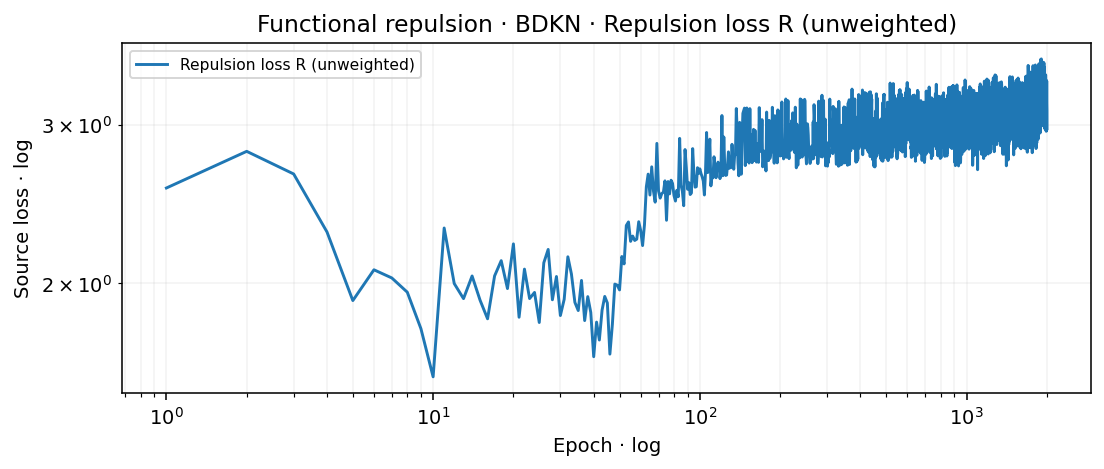 Functional repulsion · BDKN · Repulsion loss R (unweighted)
Repulsion loss R (unweighted)
Source loss · log
3 × 10⁰
2 × 10⁰
10⁰ 10¹ 10² 10³
Epoch · log